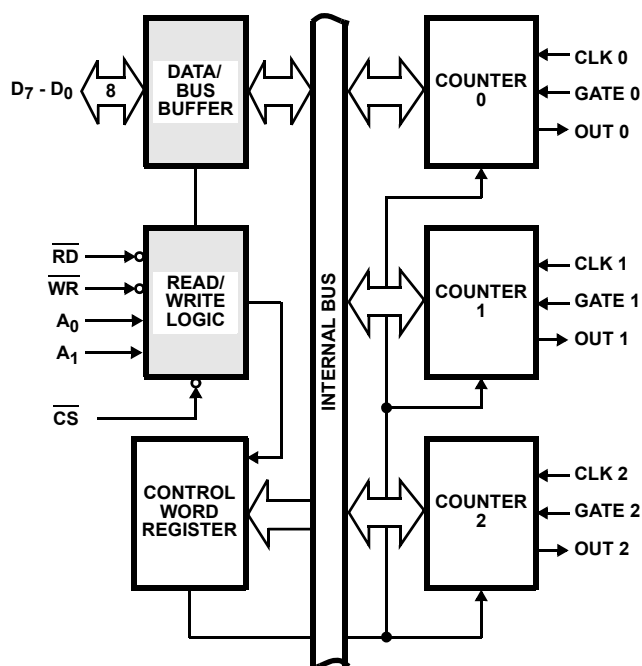 D7 - D0
8
DATA/
BUS
BUFFER
RD
WR
A0
A1
CS
READ/
WRITE
LOGIC
CONTROL
WORD
REGISTER
INTERNAL BUS
COUNTER
0
CLK 0
GATE 0
OUT 0
COUNTER
1
CLK 1
GATE 1
OUT 1
COUNTER
2
CLK 2
GATE 2
OUT 2